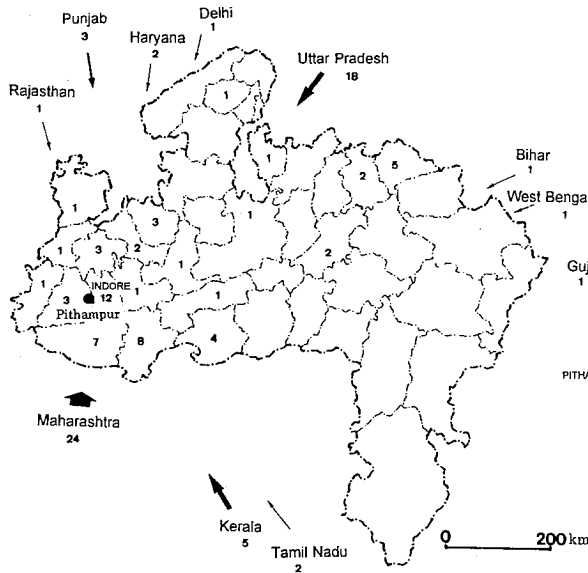 Delhi
1
Punjab
3
Haryana
2
Uttar Pradesh
18
Rajasthan
1
1
1
2
5
Bihar
1
West Benga
1
1
3
1
1
3
2
1
2
Guj
1
1
3
INDORE
12
1
1
Pithampur
7
8
4
PITHA
Maharashtra
24
Kerala
5
Tamil Nadu
2
0
200 km